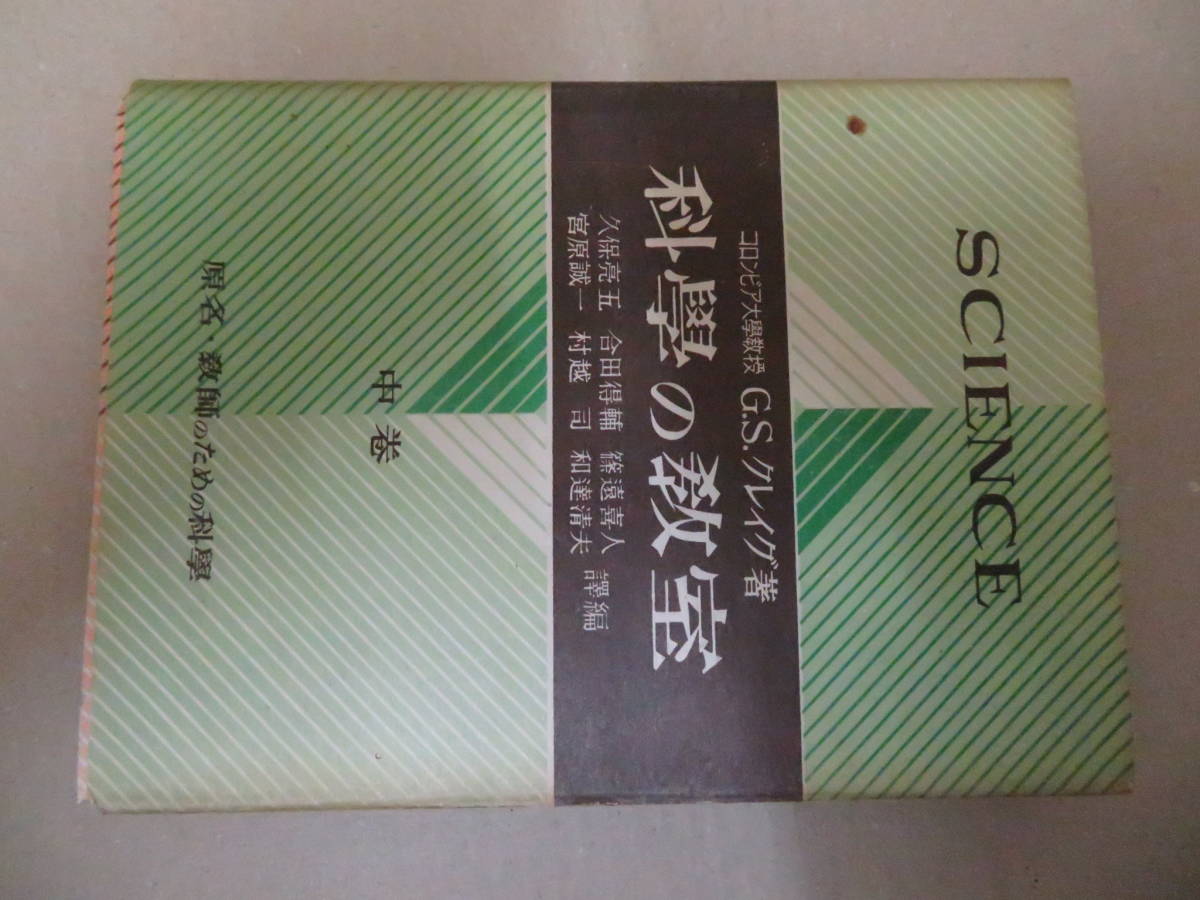 SCIENCE
コロンビア大學教授 G.S.クレイグ著
科學の教室
久保亮五 合田得輔 篠遠喜人
宮原誠一 村越 司 和達清夫 譯編
中卷
原名・教師のための科學